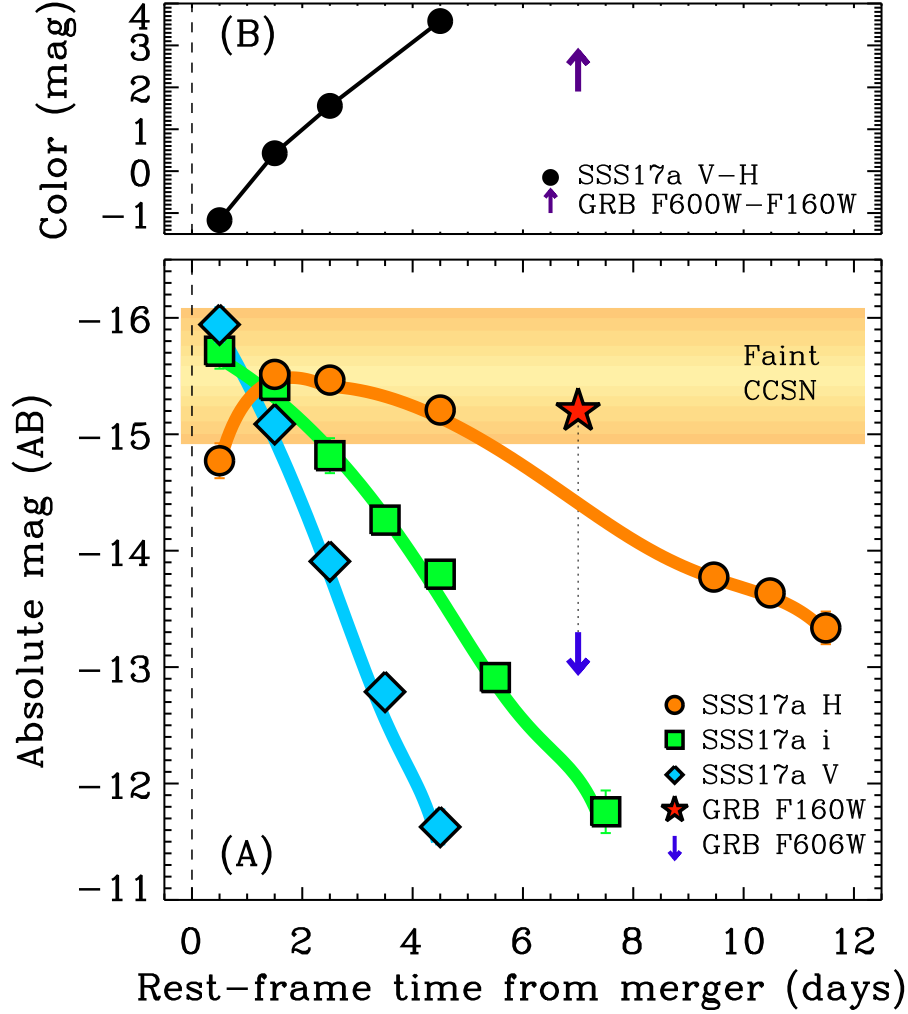 4
3
2
1
0
−1
Color (mag)
(B)
SSS17a V−H
GRB F600W−F160W
−16
−15
−14
−13
−12
−11
Absolute mag (AB)
Faint
CCSN
SSS17a H
SSS17a i
SSS17a V
GRB F160W
GRB F606W
(A)
0 2 4 6 8 10 12
Rest−frame time from merger (days)